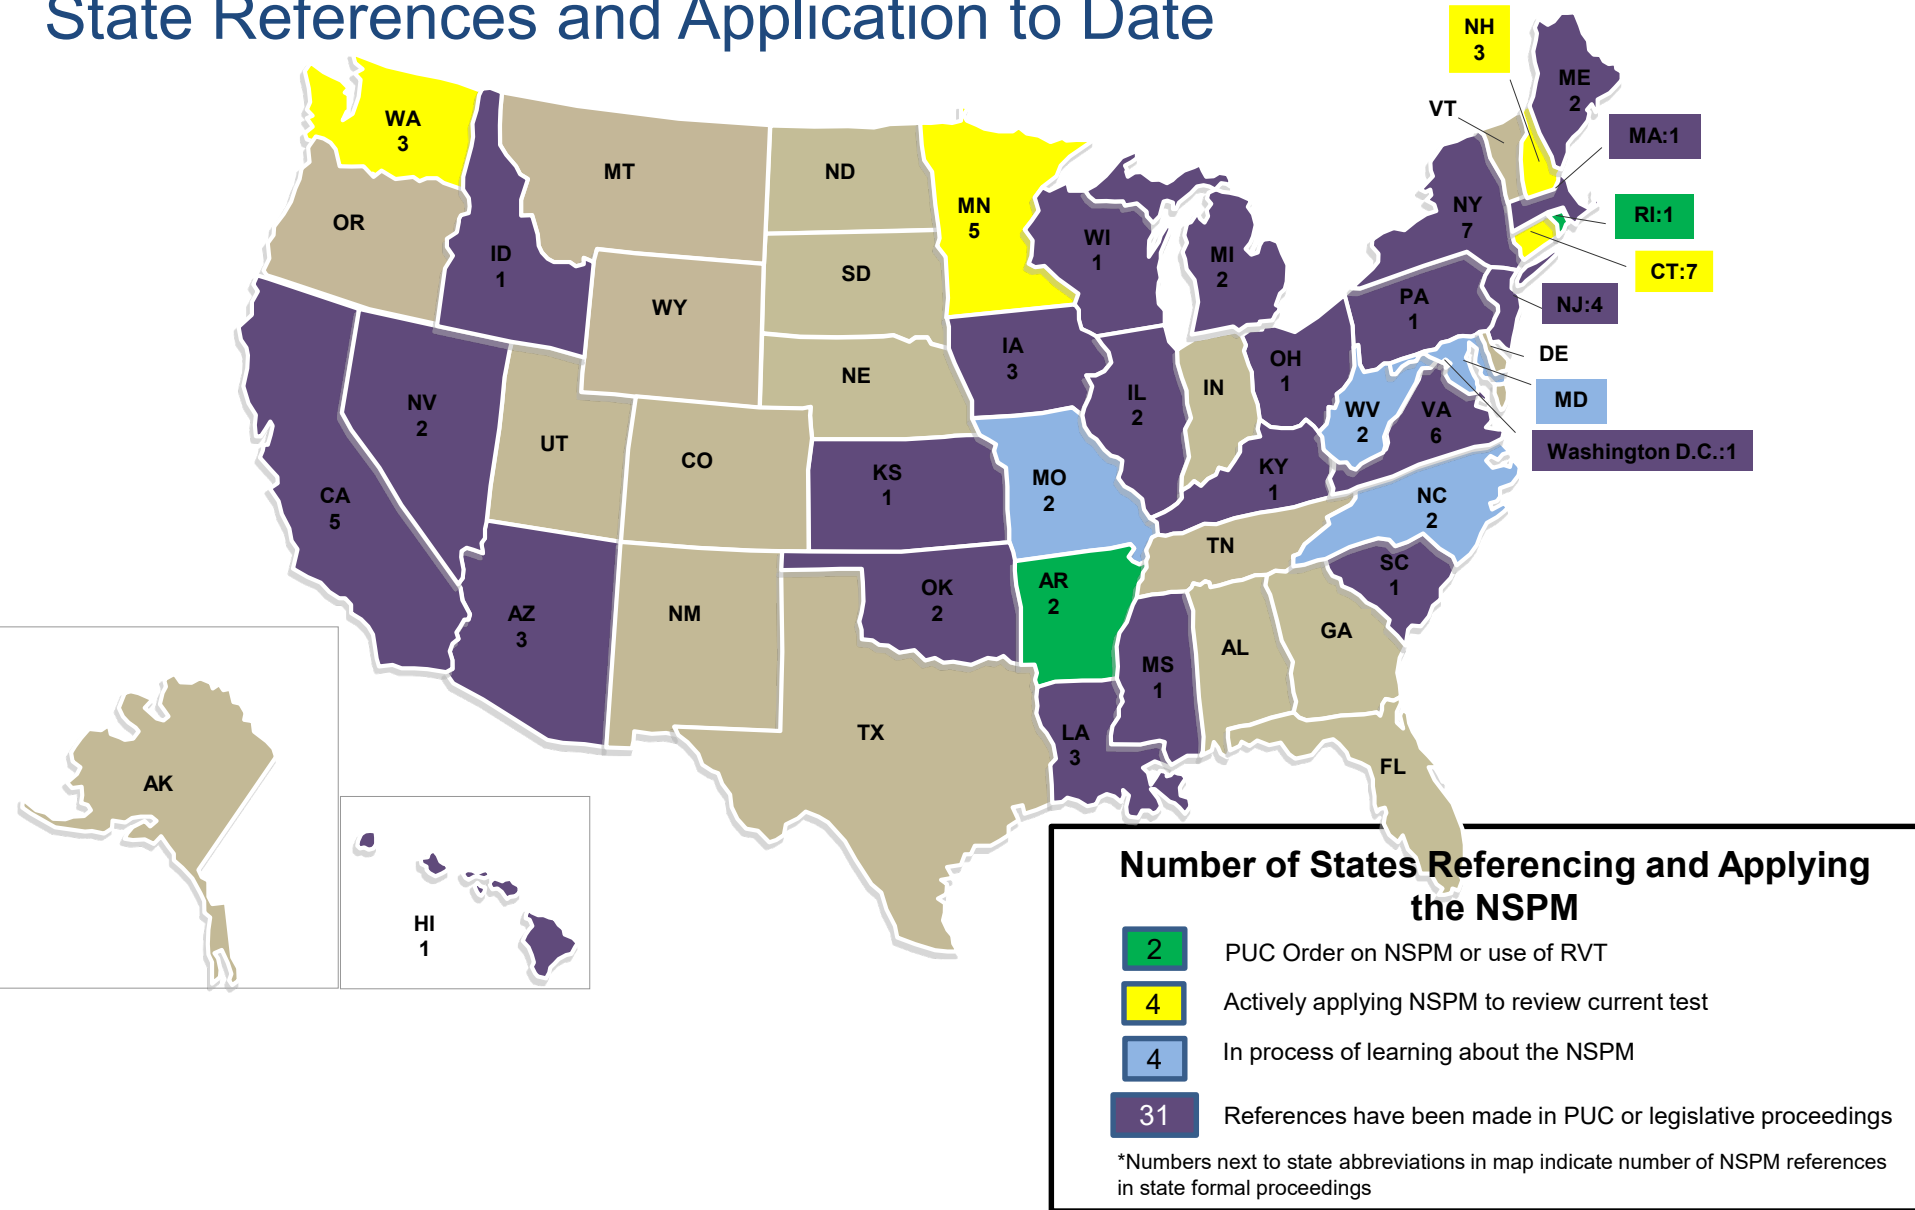 State References and Application to Date
NH
3
ME
2
VT
MA:1
WA
3
MT
ND
MN
5
NY
7
RI:1
OR
ID
1
WI
1
MI
2
CT:7
SD
WY
PA
1
NJ:4
IA
3
OH
1
DE
NE
IN
IL
2
MD
NV
2
WV
2
VA
6
UT
CO
Washington D.C.:1
KS
1
MO
2
KY
1
CA
5
NC
2
TN
SC
1
AR
2
OK
2
AZ
3
NM
GA
AL
MS
1
TX
LA
3
FL
AK
HI
1
Number of States Referencing and Applying
the NSPM
2 PUC Order on NSPM or use of RVT
4 Actively applying NSPM to review current test
4 In process of learning about the NSPM
31 References have been made in PUC or legislative proceedings
*Numbers next to state abbreviations in map indicate number of NSPM references
in state formal proceedings